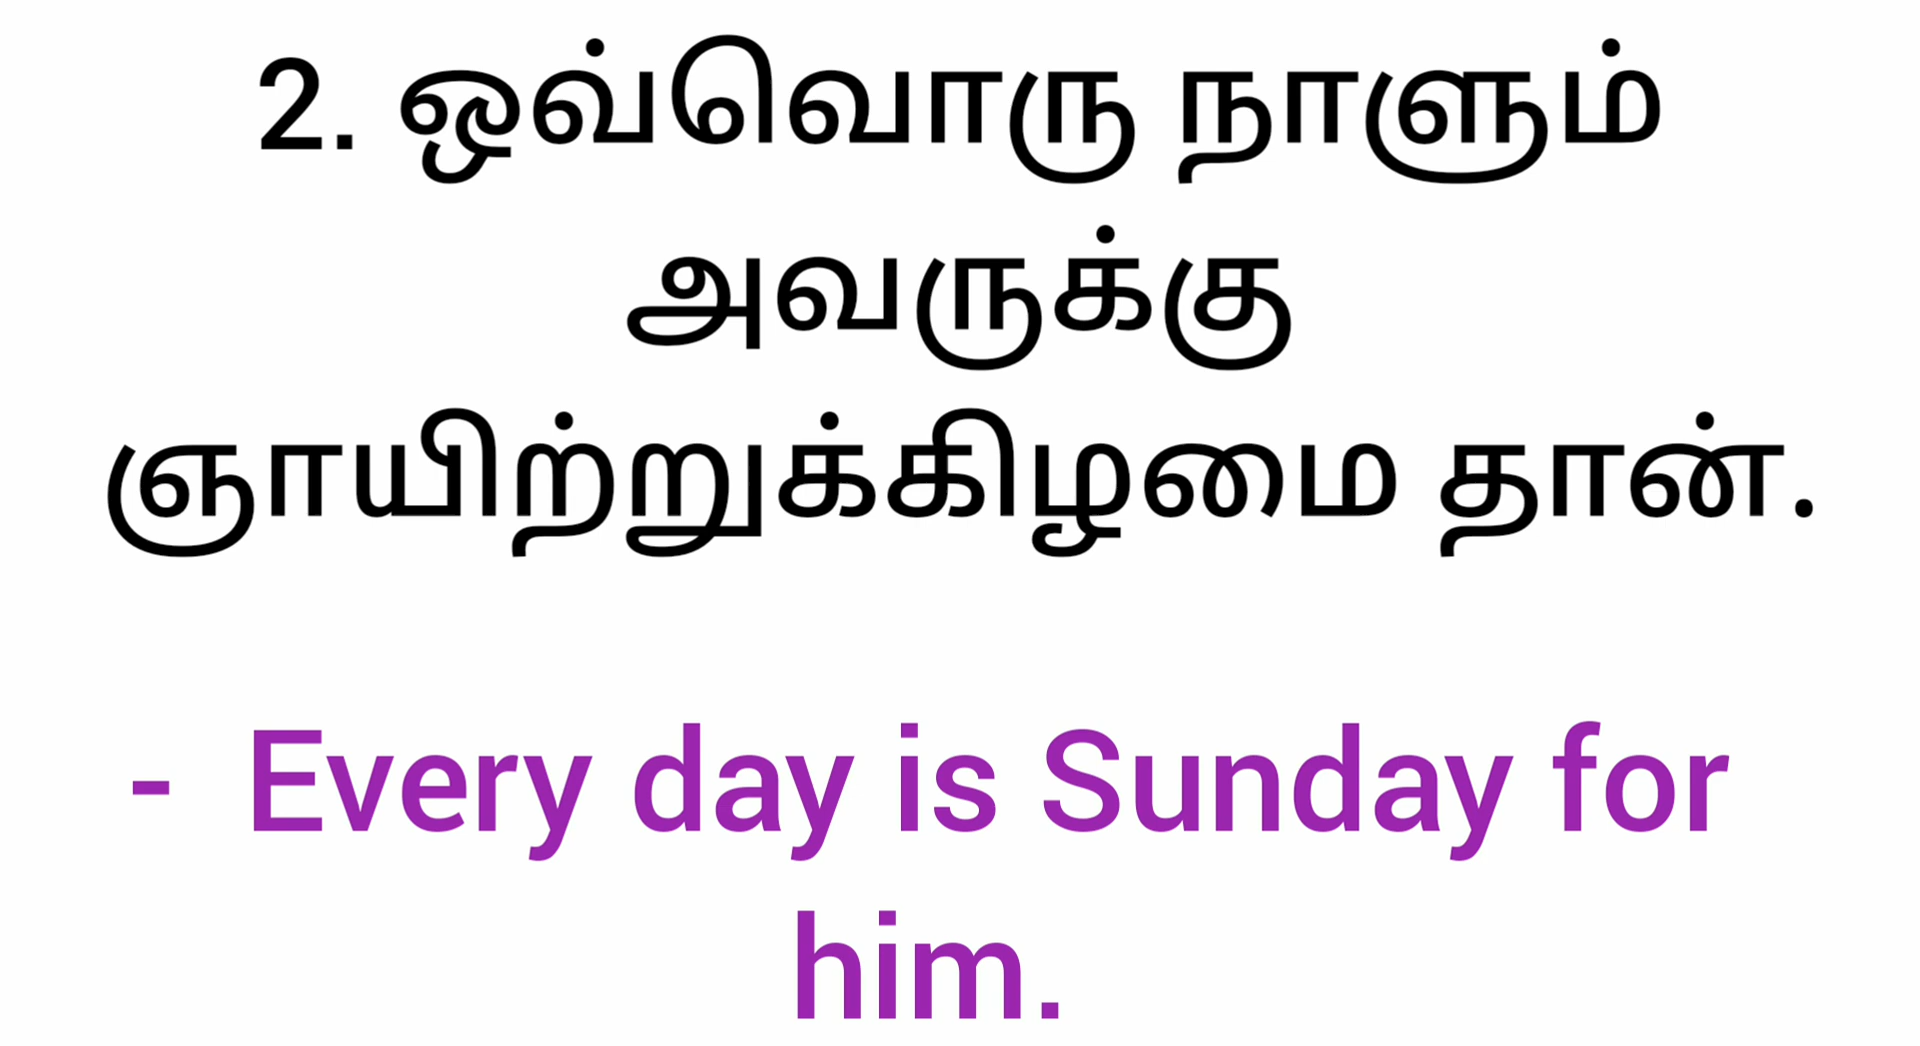 2. ஒவ்வொரு நாளும்
அவருக்கு
ஞாயிற்றுக்கிழமை தான்.
- Every day is Sunday for
him.